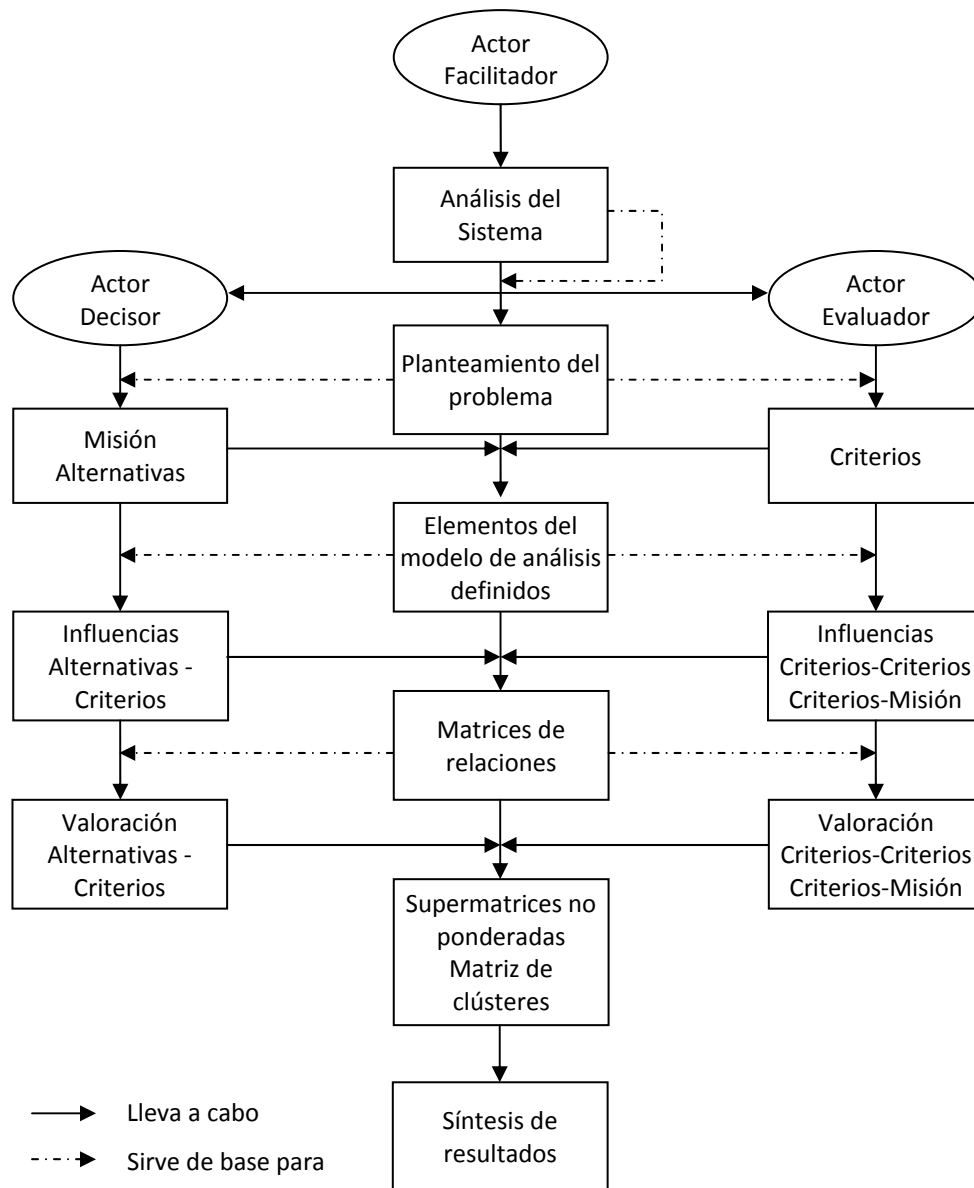 Actor
Facilitador
Análisis del
Sistema
Actor
Decisor
Actor
Evaluador
Planteamiento del
problema
Misión
Alternativas
Criterios
Elementos del
modelo de análisis
definidos
Influencias
Alternativas -
Criterios
Influencias
Criterios-Criterios
Criterios-Misión
Matrices de
relaciones
Valoración
Alternativas -
Criterios
Valoración
Criterios-Criterios
Criterios-Misión
Supermatrices no
ponderadas
Matriz de
clústeres
Síntesis de
resultados
Lleva a cabo
Sirve de base para